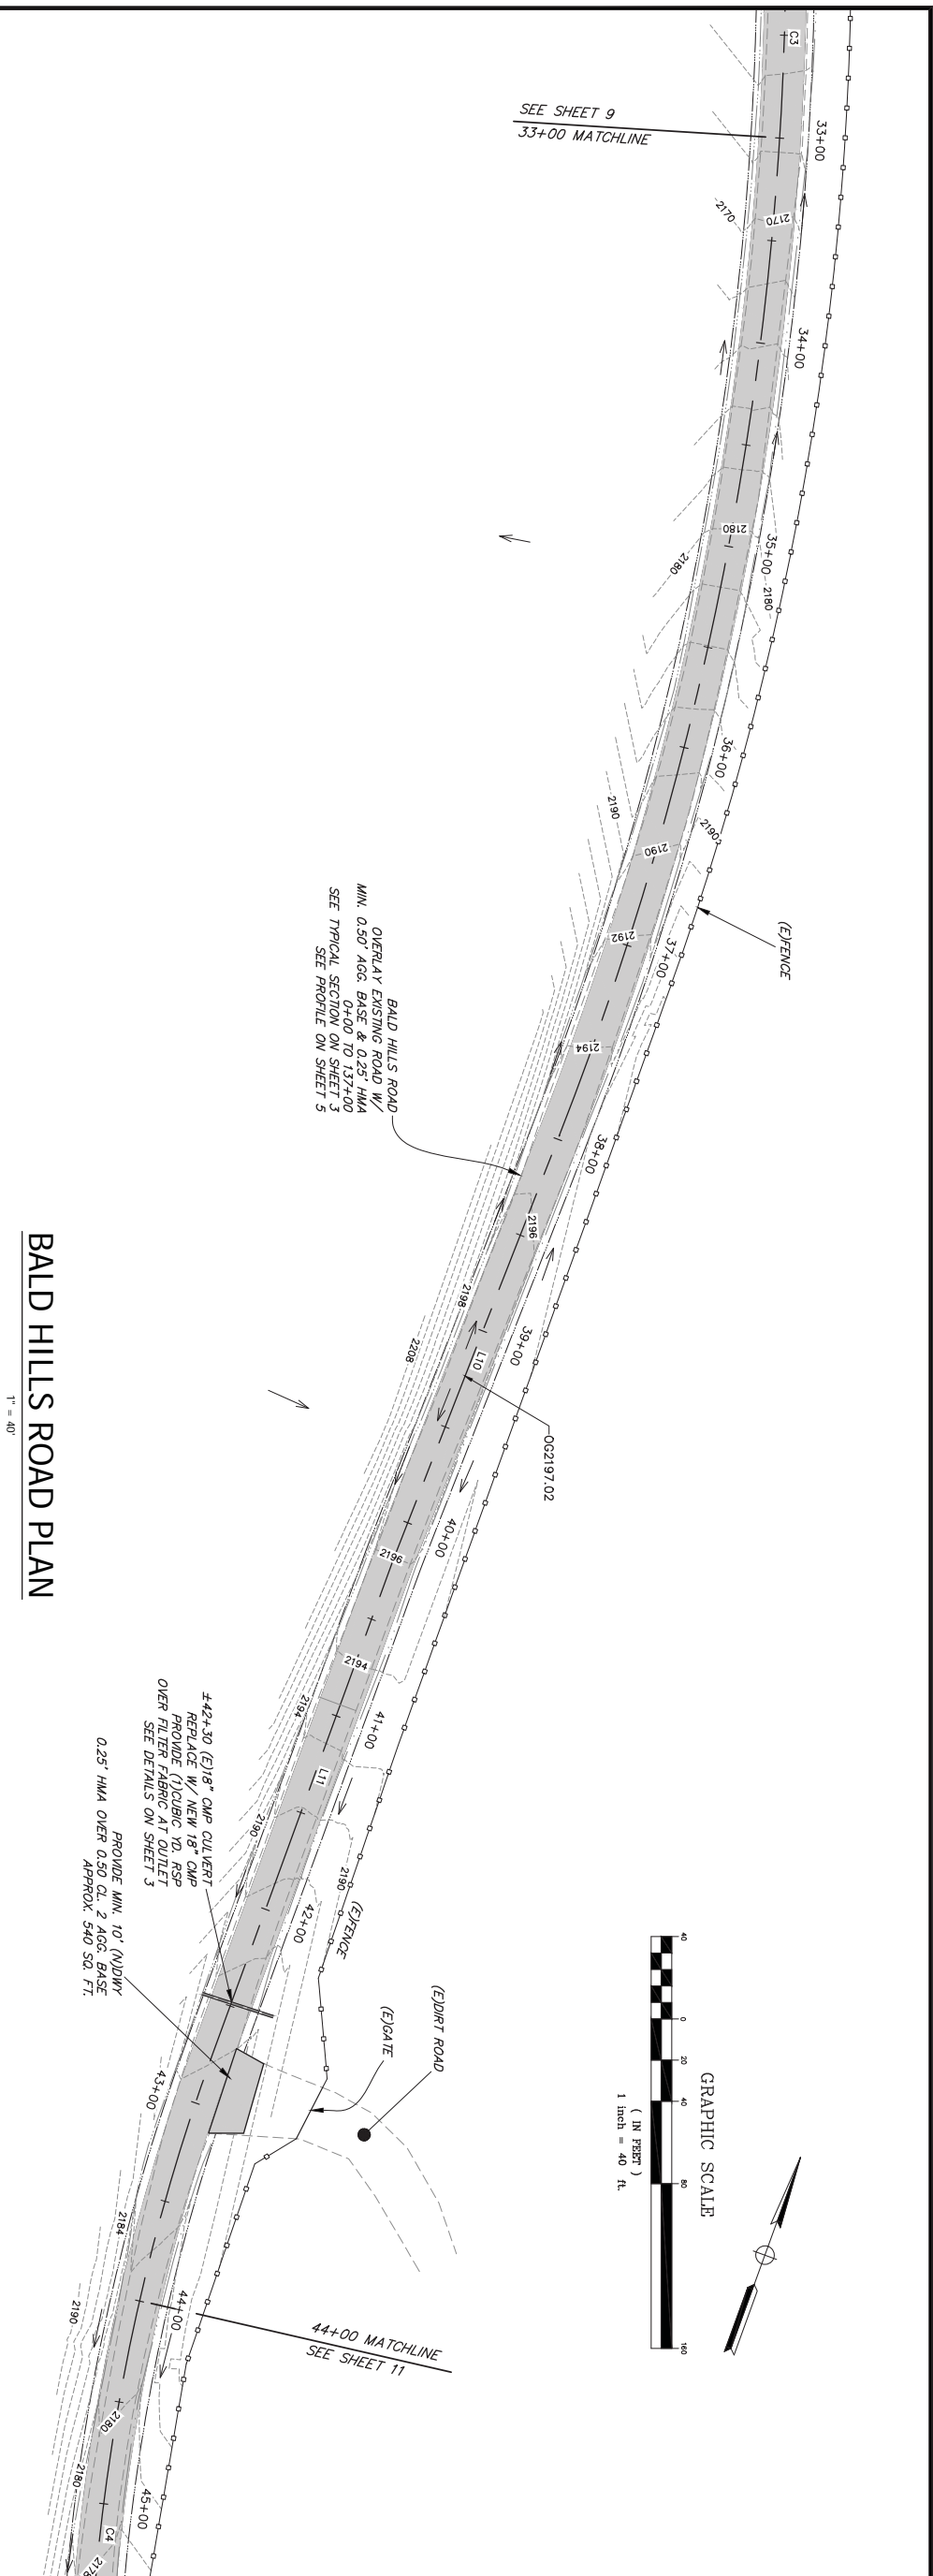 C3
33+00
SEE SHEET 9
33+00 MATCHLINE
2170
2170
34+00
35+00
2180
2180
2180
36+00
2190
2190
2190
(E)FENCE
37+00
2192
2194
BALD HILLS ROAD
OVERLAY EXISTING ROAD W/
MIN. 0.50' AGG. BASE & 0.25' HMA
0+00 TO 137+00
SEE TYPICAL SECTION ON SHEET 3
SEE PROFILE ON SHEET 5
38+00
2196
2198
2208
39+00
L10
OG2197.02
40+00
2196
2194
2194
41+00
L11
2190
2190
(E)FENCE
42+00
±42+30 (E)18" CMP CULVERT
REPLACE W/ NEW 18" CMP
PROVIDE (1)CUBIC YD. RSP
OVER FILTER FABRIC AT OUTLET
SEE DETAILS ON SHEET 3
PROVIDE MIN. 10' (N)DWY
0.25' HMA OVER 0.50 CL. 2 AGG. BASE
APPROX. 540 SQ. FT.
(E)DIRT ROAD
(E)GATE
43+00
2184
2190
44+00
44+00 MATCHLINE
SEE SHEET 11
2180
2180
45+00
C4
2178
GRAPHIC SCALE
40 0 20 40 80 160
( IN FEET )
1 inch = 40 ft.
BALD HILLS ROAD PLAN
1" = 40'